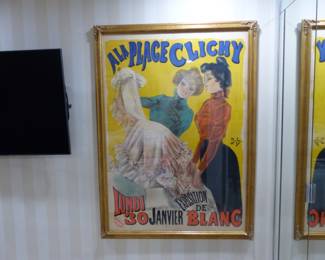 A LA PLACE CLICHY
LUNDI
30 JANVIER
EXPOSITION
DE
BLANC